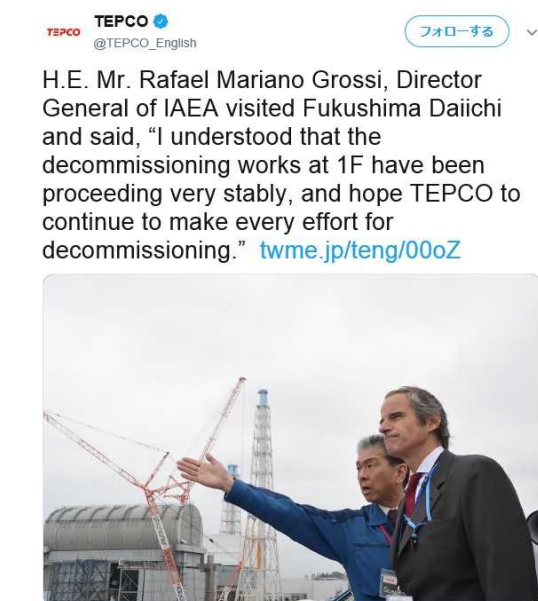 TEPCO
TEPCO
@TEPCO_English
フォローする
H.E. Mr. Rafael Mariano Grossi, Director
General of IAEA visited Fukushima Daiichi
and said, “I understood that the
decommissioning works at 1F have been
proceeding very stably, and hope TEPCO to
continue to make every effort for
decommissioning.” twme.jp/teng/00oZ